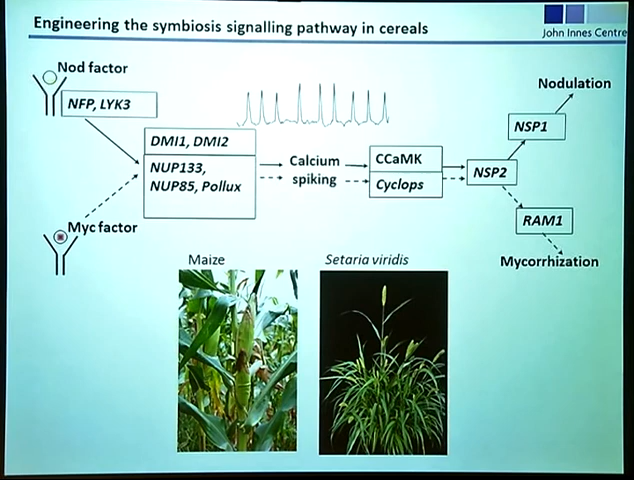 Engineering the symbiosis signalling pathway in cereals
John Innes Centre
Nod factor
NFP, LYK3
Nodulation
NSP1
DMI1, DMI2
NUP133,
NUP85, Pollux
Calcium
spiking
CCaMK
Cyclops
NSP2
RAM1
Myc factor
Mycorrhization
Maize
Setaria viridis